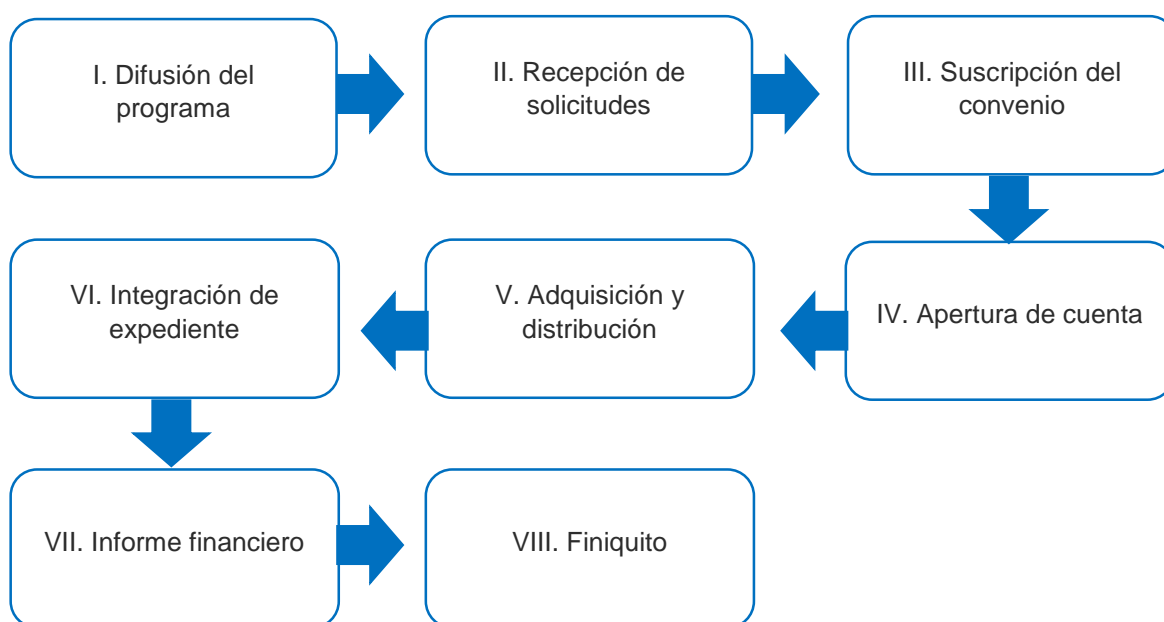 I. Difusión del
programa
II. Recepción de
solicitudes
III. Suscripción del
convenio
IV. Apertura de cuenta
V. Adquisición y
distribución
VI. Integración de
expediente
VII. Informe financiero
VIII. Finiquito